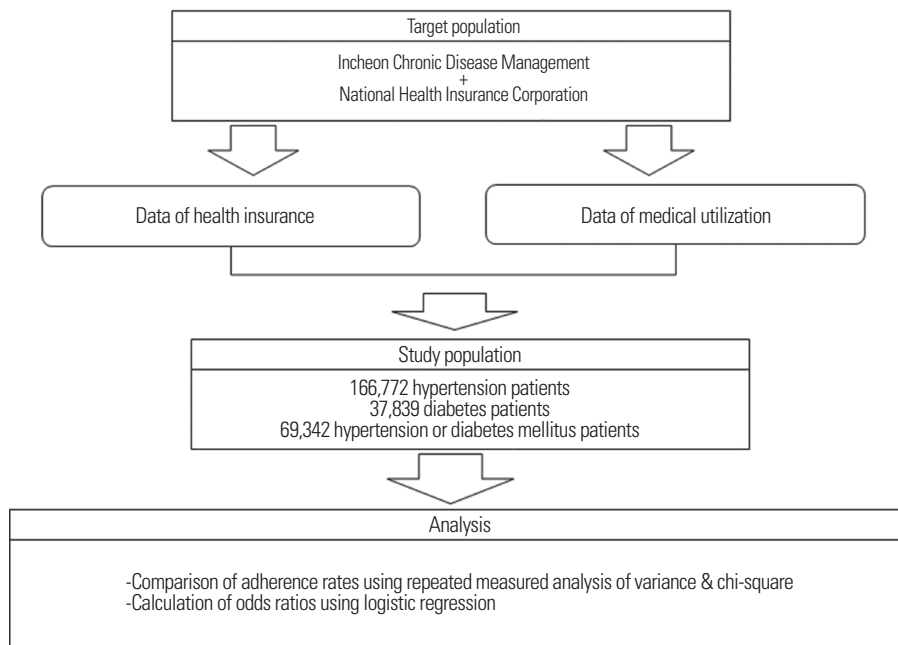 Target population
Incheon Chronic Disease Management
+
National Health Insurance Corporation
Data of health insurance
Data of medical utilization
Study population
166,772 hypertension patients
37,839 diabetes patients
69,342 hypertension or diabetes mellitus patients
Analysis
-Comparison of adherence rates using repeated measured analysis of variance & chi-square
-Calculation of odds ratios using logistic regression